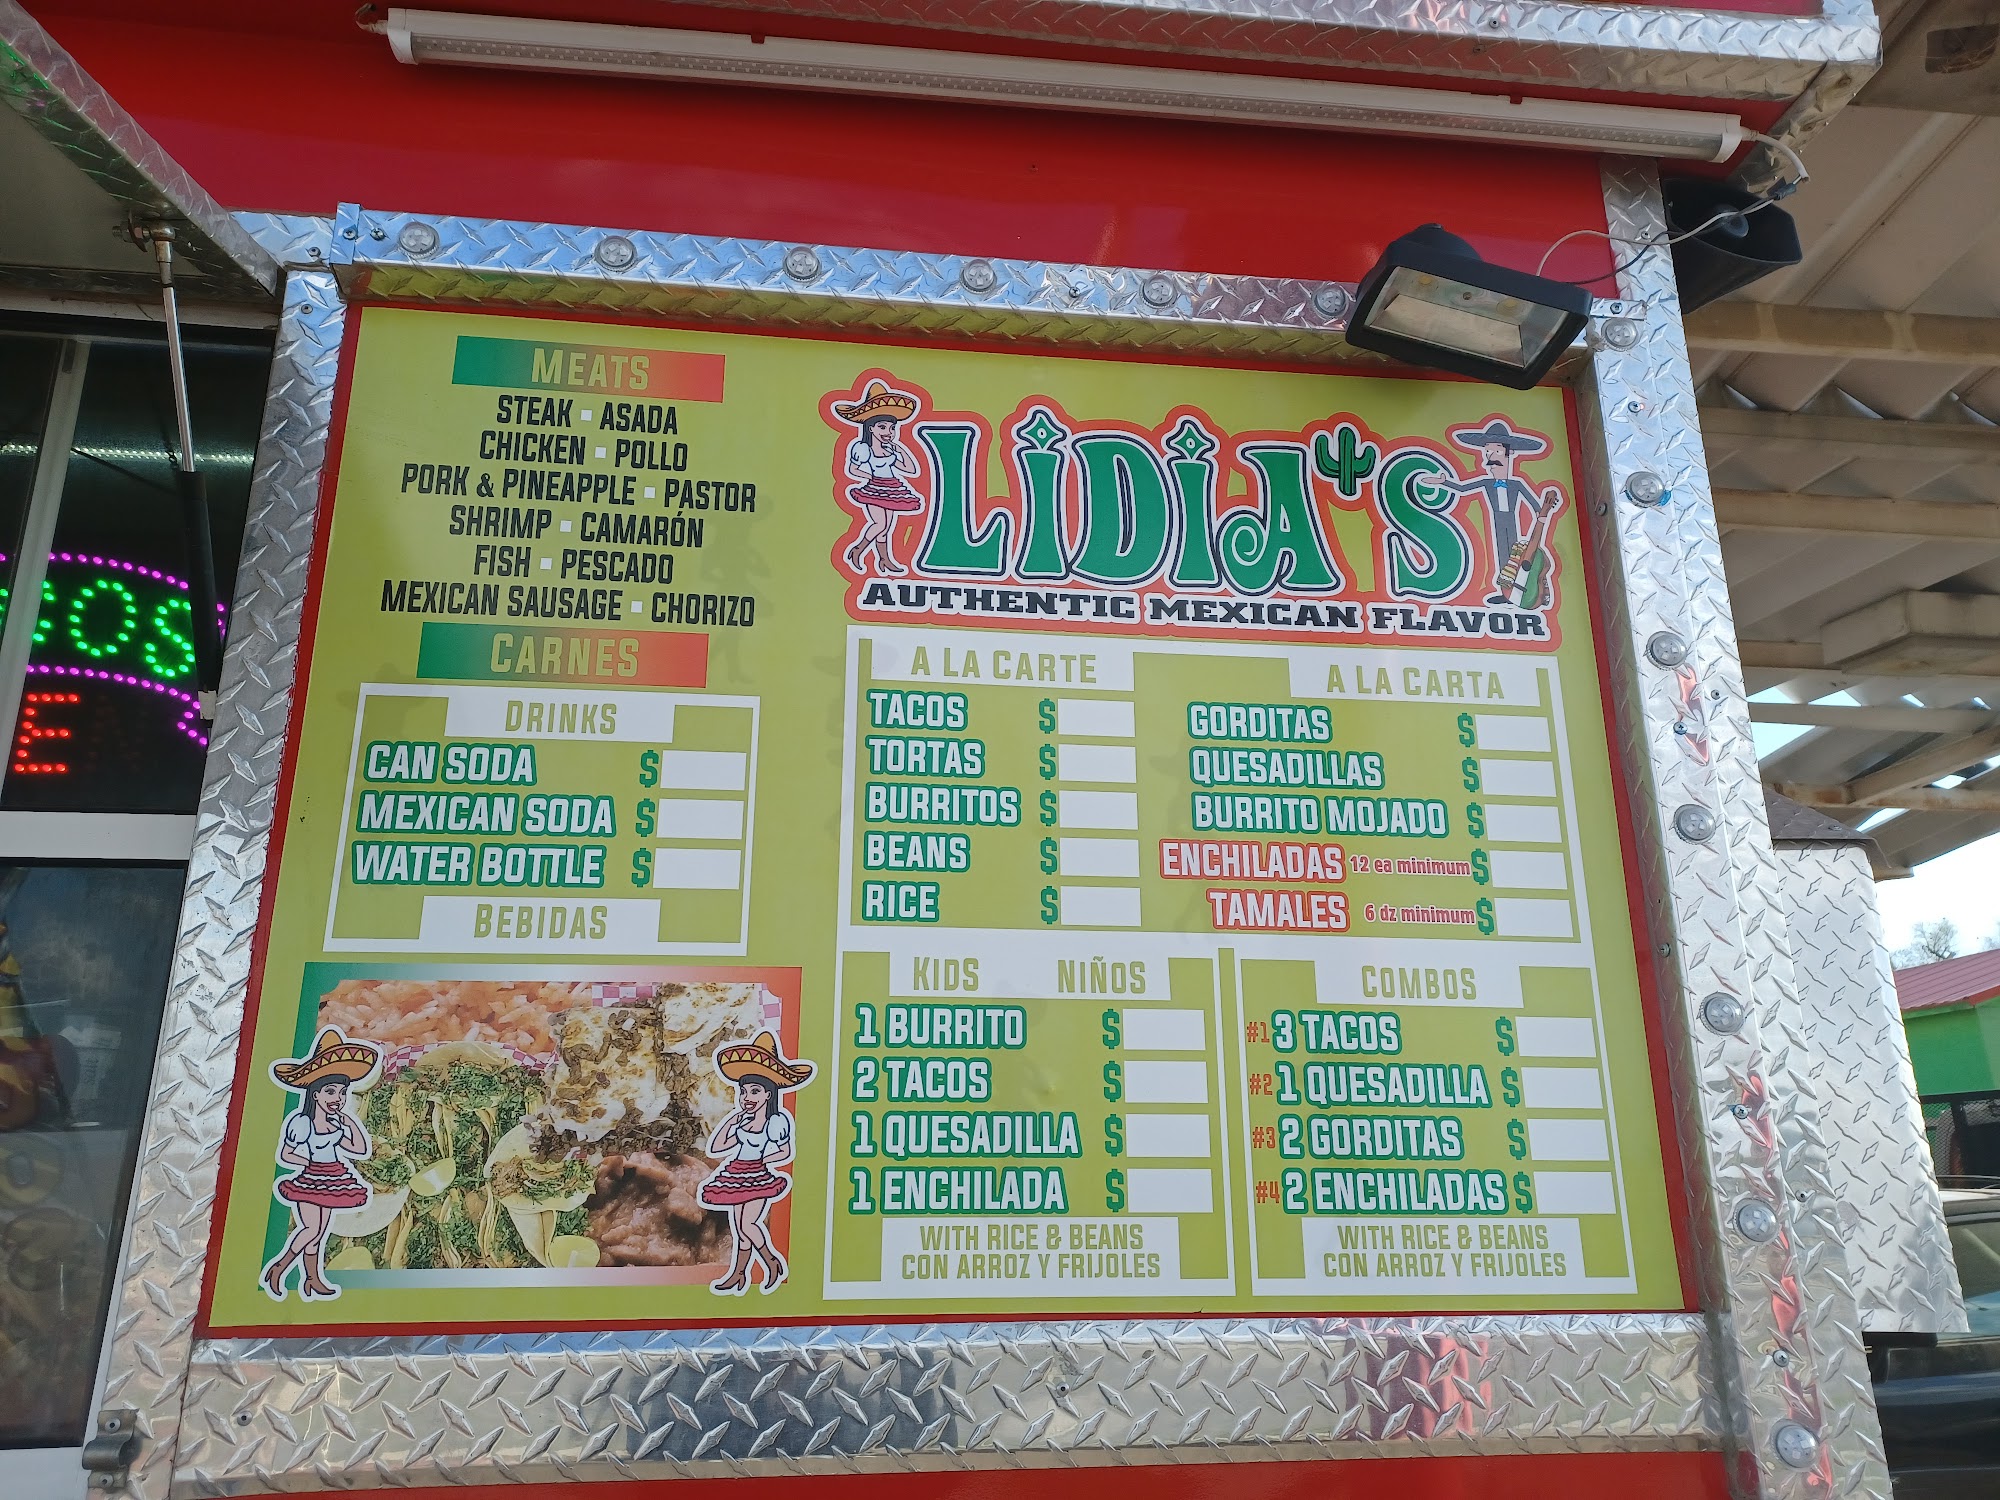 MEATS
STEAK ▪ ASADA
CHICKEN ▪ POLLO
PORK & PINEAPPLE ▪ PASTOR
SHRIMP ▪ CAMARÓN
FISH ▪ PESCADO
MEXICAN SAUSAGE ▪ CHORIZO
CARNES
DRINKS
CAN SODA $
MEXICAN SODA $
WATER BOTTLE $
BEBIDAS
LIDIA'S
AUTHENTIC MEXICAN FLAVOR
A LA CARTE
TACOS $
TORTAS $
BURRITOS $
BEANS $
RICE $
A LA CARTA
GORDITAS $
QUESADILLAS $
BURRITO MOJADO $
ENCHILADAS 12 ea minimum $
TAMALES 6 dz minimum $
KIDS NIÑOS
1 BURRITO $
2 TACOS $
1 QUESADILLA $
1 ENCHILADA $
WITH RICE & BEANS
CON ARROZ Y FRIJOLES
COMBOS
#1 3 TACOS $
#2 1 QUESADILLA $
#3 2 GORDITAS $
#4 2 ENCHILADAS $
WITH RICE & BEANS
CON ARROZ Y FRIJOLES